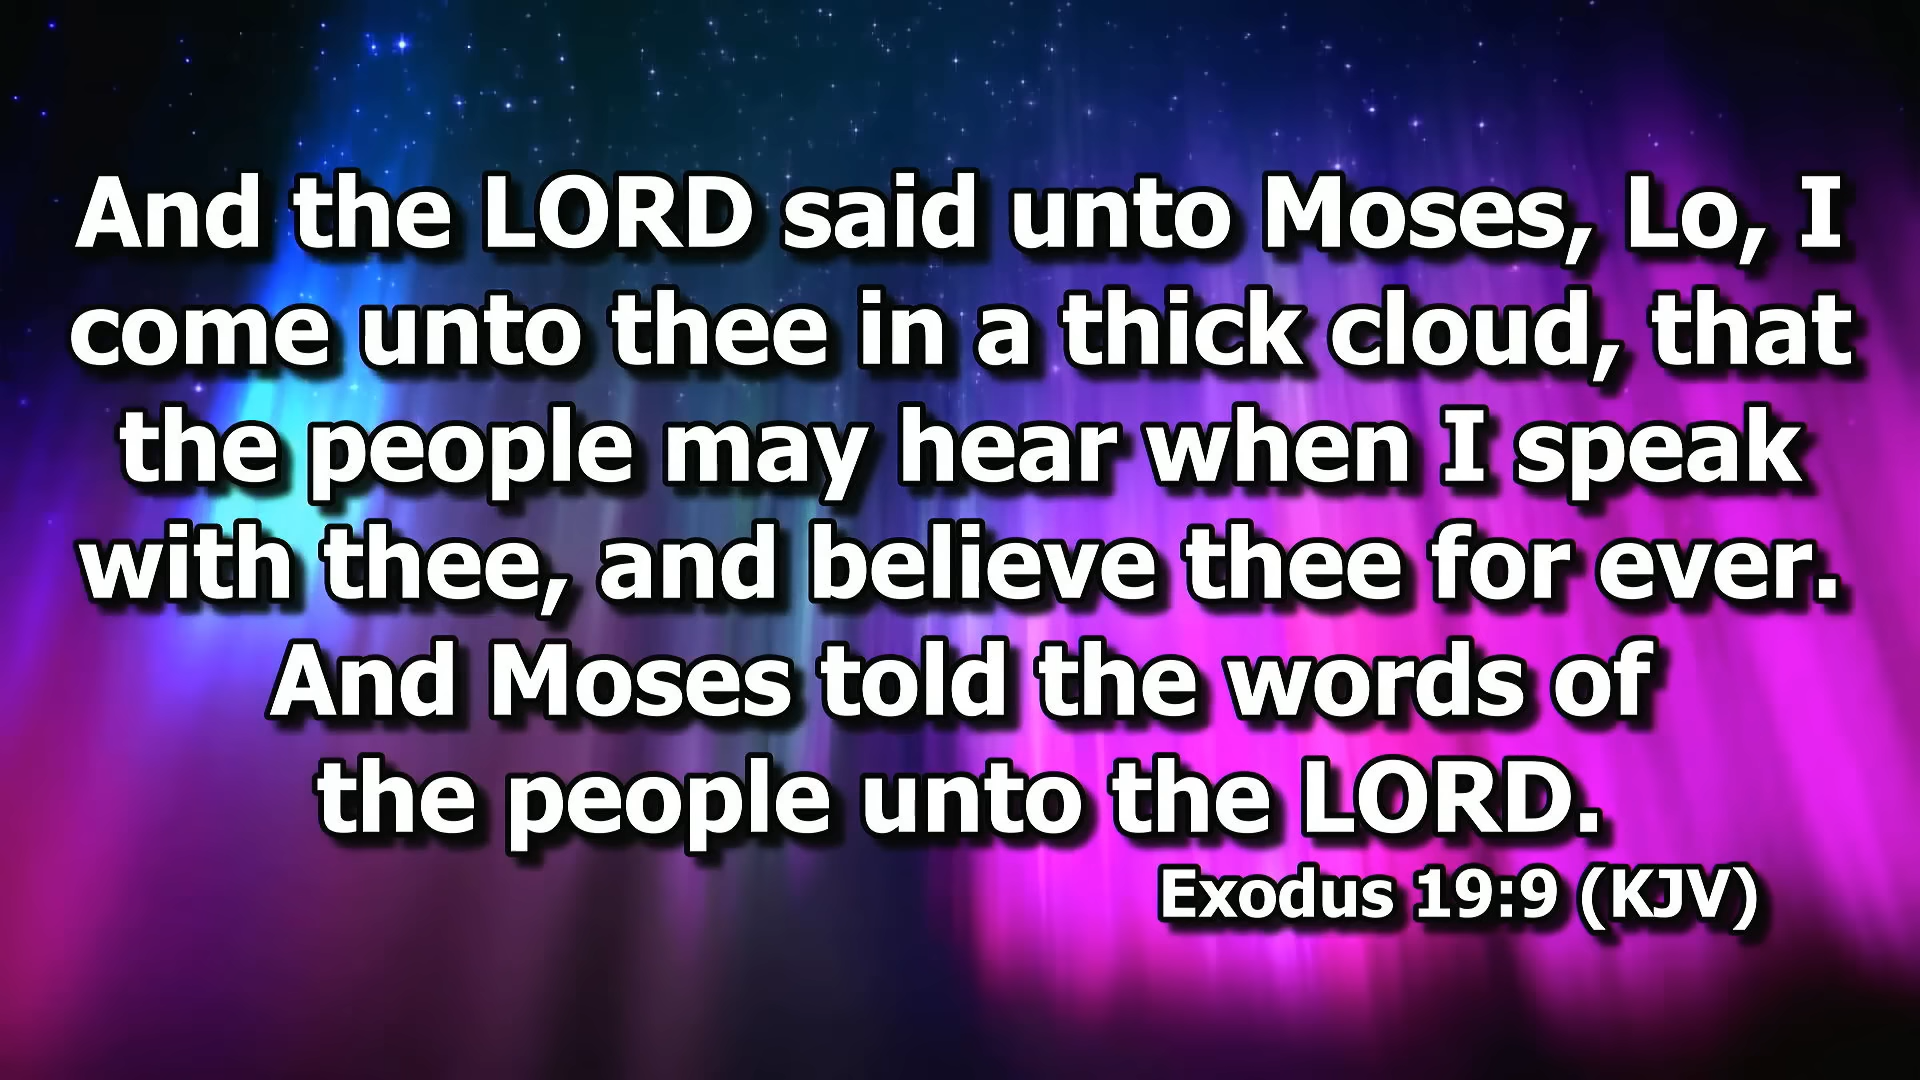 And the LORD said unto Moses, Lo, I
come unto thee in a thick cloud, that
the people may hear when I speak
with thee, and believe thee for ever.
And Moses told the words of
the people unto the LORD.
Exodus 19:9 (KJV)